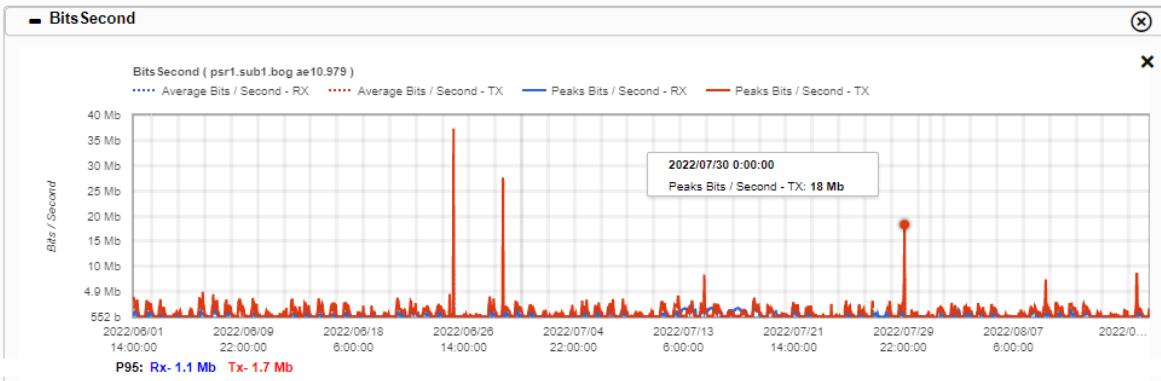 BitsSecond
BitsSecond ( psr1.sub1.bog ae10.979 )
Average Bits / Second - RX Average Bits / Second - TX Peaks Bits / Second - RX Peaks Bits / Second - TX
40 Mb
35 Mb
30 Mb
25 Mb
20 Mb
15 Mb
10 Mb
4.9 Mb
552 b
Bits / Second
2022/07/30 0:00:00
Peaks Bits / Second - TX: 18 Mb
2022/06/01 2022/06/09 2022/06/18 2022/06/26 2022/07/04 2022/07/13 2022/07/21 2022/07/29 2022/08/07 2022/0...
14:00:00 22:00:00 6:00:00 14:00:00 22:00:00 6:00:00 14:00:00 22:00:00 6:00:00
P95: Rx- 1.1 Mb Tx- 1.7 Mb